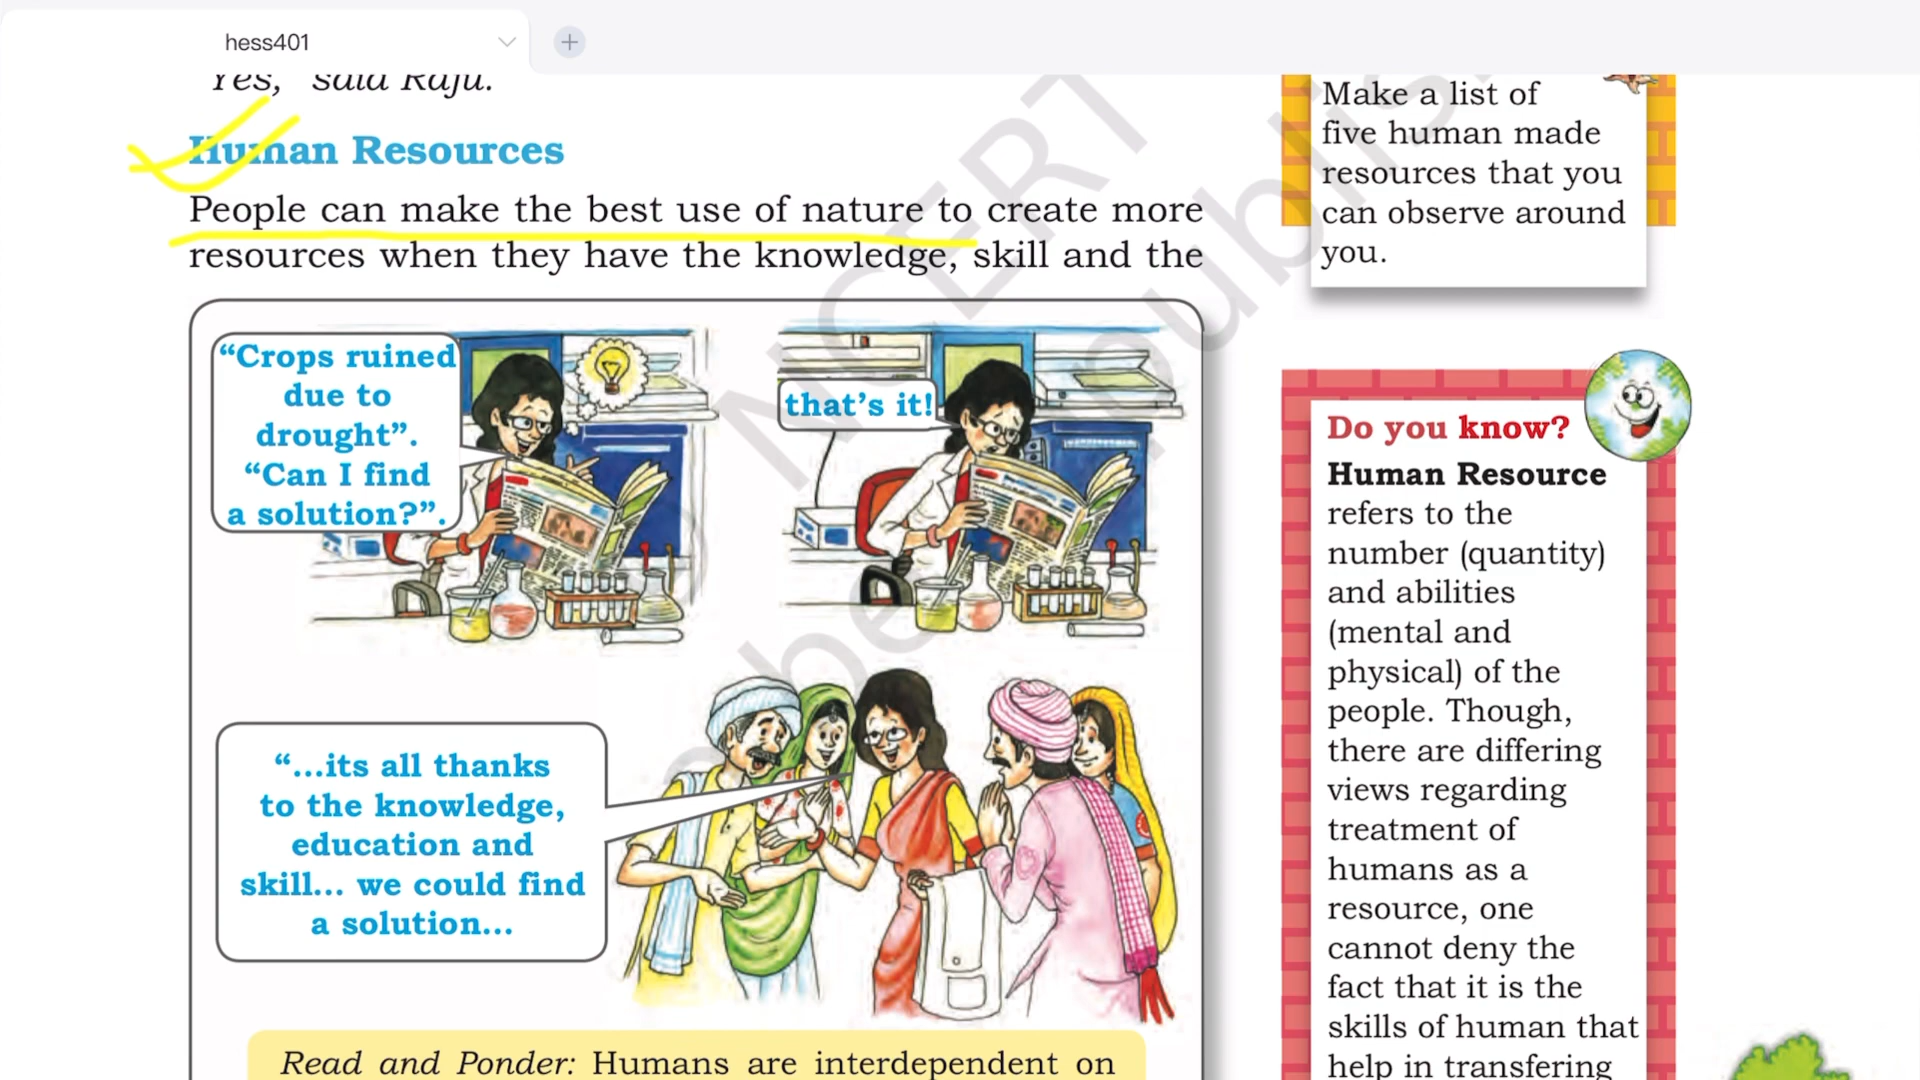 hess401
Yes," said Raju.
Human Resources
People can make the best use of nature to create more
resources when they have the knowledge, skill and the
"Crops ruined
due to
drought".
"Can I find
a solution?".
that's it!
"...its all thanks
to the knowledge,
education and
skill... we could find
a solution...
Read and Ponder: Humans are interdependent on
Make a list of
five human made
resources that you
can observe around
you.
Do you know?
Human Resource
refers to the
number (quantity)
and abilities
(mental and
physical) of the
people. Though,
there are differing
views regarding
treatment of
humans as a
resource, one
cannot deny the
fact that it is the
skills of human that
help in transfering
NCERT